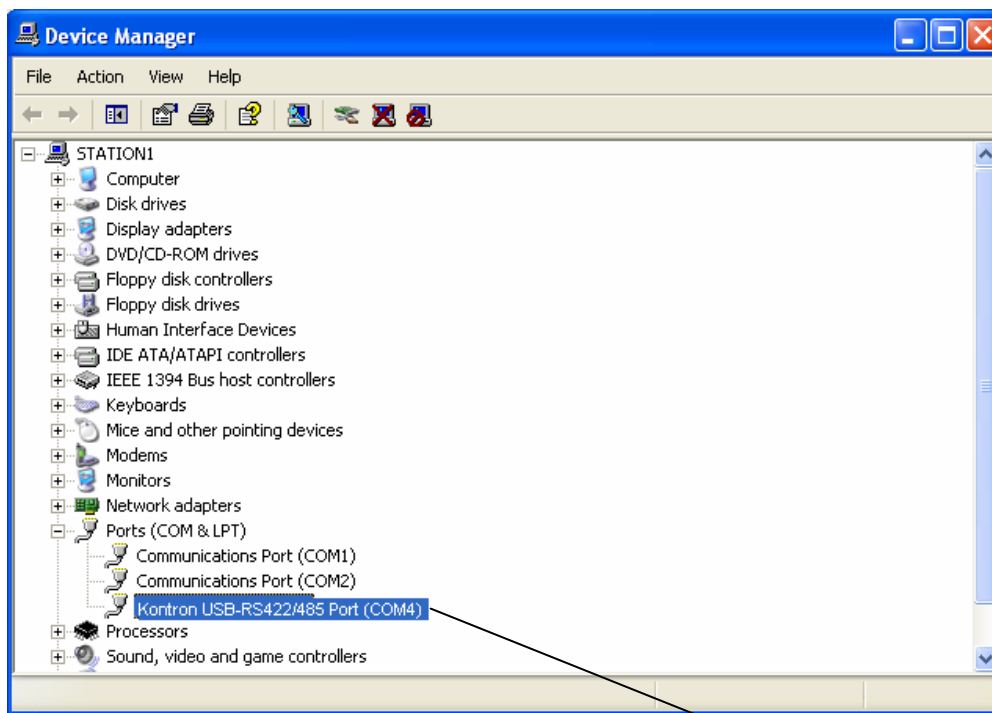 Device Manager
File Action View Help
STATION1
Computer
Disk drives
Display adapters
DVD/CD-ROM drives
Floppy disk controllers
Floppy disk drives
Human Interface Devices
IDE ATA/ATAPI controllers
IEEE 1394 Bus host controllers
Keyboards
Mice and other pointing devices
Modems
Monitors
Network adapters
Ports (COM & LPT)
Communications Port (COM1)
Communications Port (COM2)
Kontron USB-RS422/485 Port (COM4)
Processors
Sound, video and game controllers